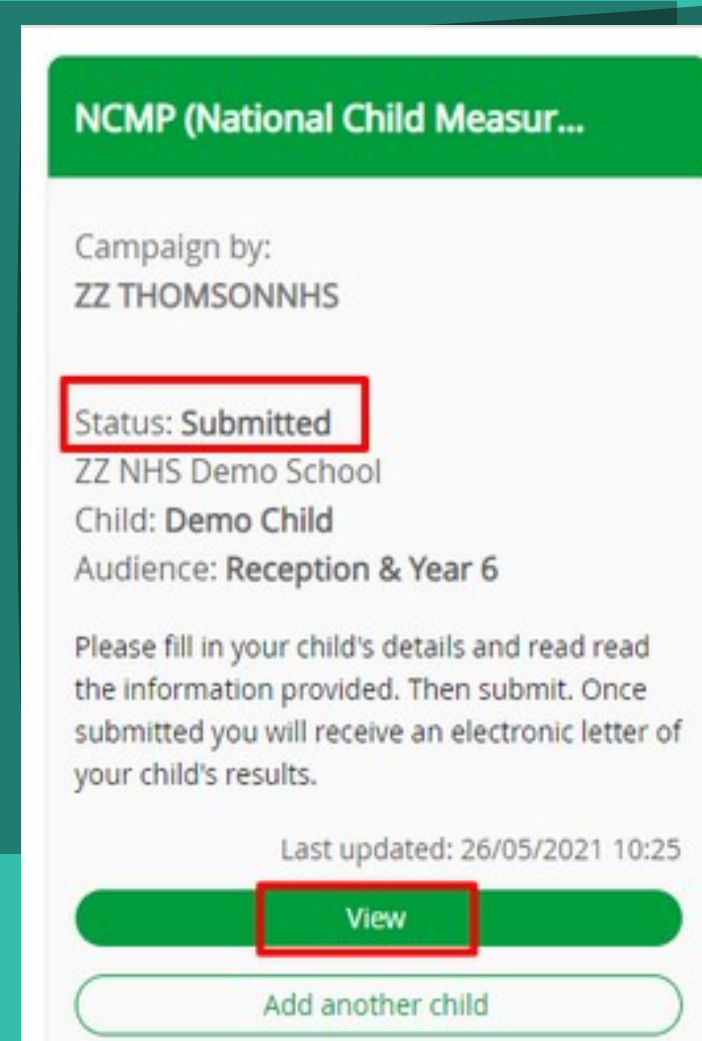 NCMP (National Child Measur...
Campaign by:
ZZ THOMSONNHS
Status: Submitted
ZZ NHS Demo School
Child: Demo Child
Audience: Reception & Year 6
Please fill in your child's details and read read
the information provided. Then submit. Once
submitted you will receive an electronic letter of
your child's results.
Last updated: 26/05/2021 10:25
View
Add another child